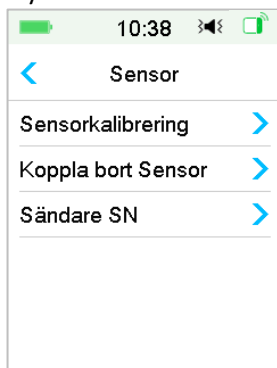 10:38
Sensor
Sensorkalibrering
Koppla bort Sensor
Sändare SN